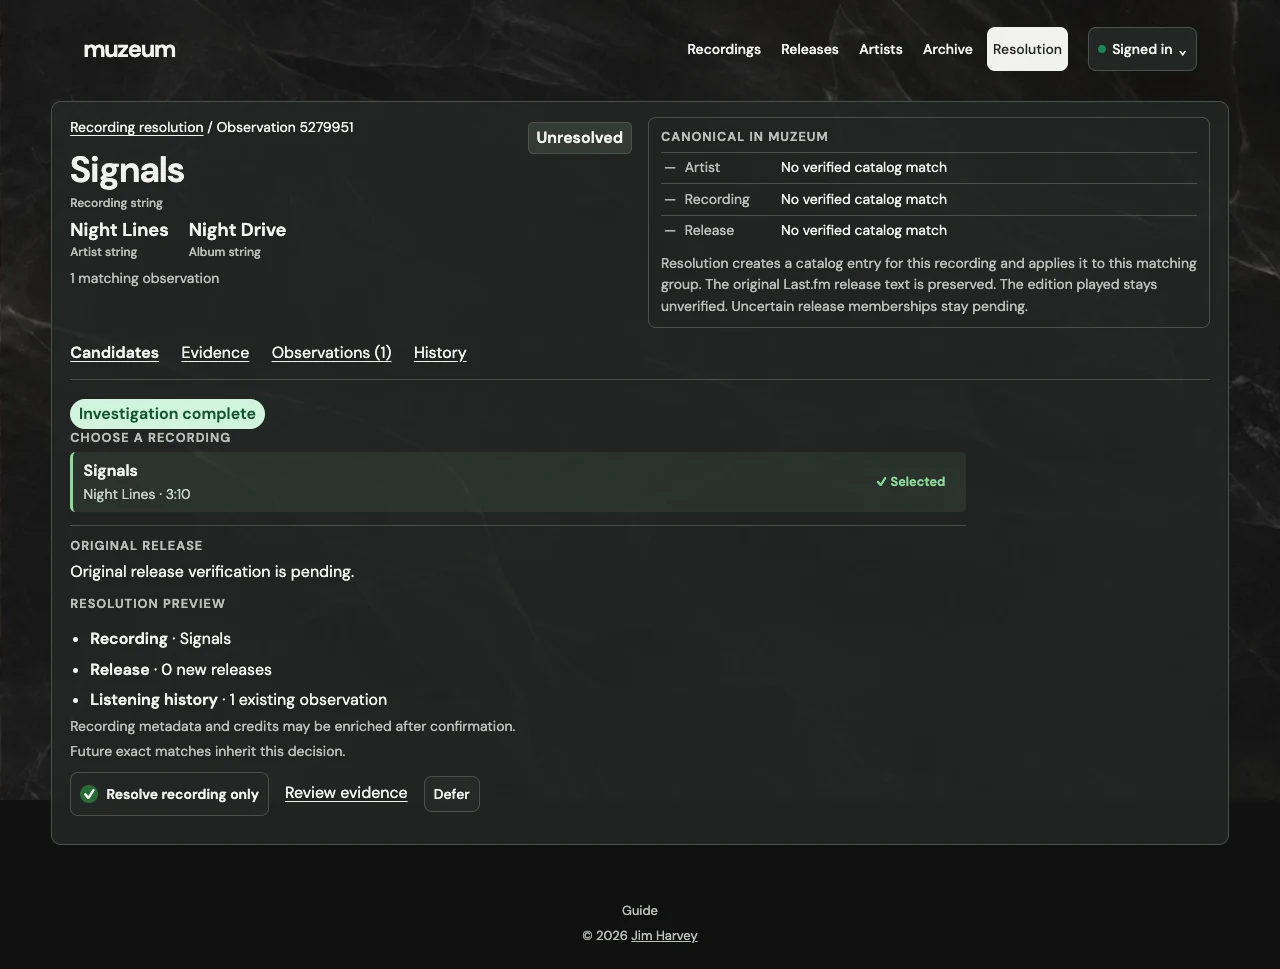 muzeum
Recordings Releases Artists Archive Resolution Signed in
Recording resolution / Observation 5279951
Unresolved
Signals
Recording string
Night Lines Night Drive
Artist string Album string
1 matching observation
CANONICAL IN MUZEUM
— Artist No verified catalog match
— Recording No verified catalog match
— Release No verified catalog match
Resolution creates a catalog entry for this recording and applies it to this matching
group. The original Last.fm release text is preserved. The edition played stays
unverified. Uncertain release memberships stay pending.
Candidates Evidence Observations (1) History
Investigation complete
CHOOSE A RECORDING
Signals
Night Lines · 3:10
✓ Selected
ORIGINAL RELEASE
Original release verification is pending.
RESOLUTION PREVIEW
• Recording · Signals
• Release · 0 new releases
• Listening history · 1 existing observation
Recording metadata and credits may be enriched after confirmation.
Future exact matches inherit this decision.
Resolve recording only Review evidence Defer
Guide
© 2026 Jim Harvey